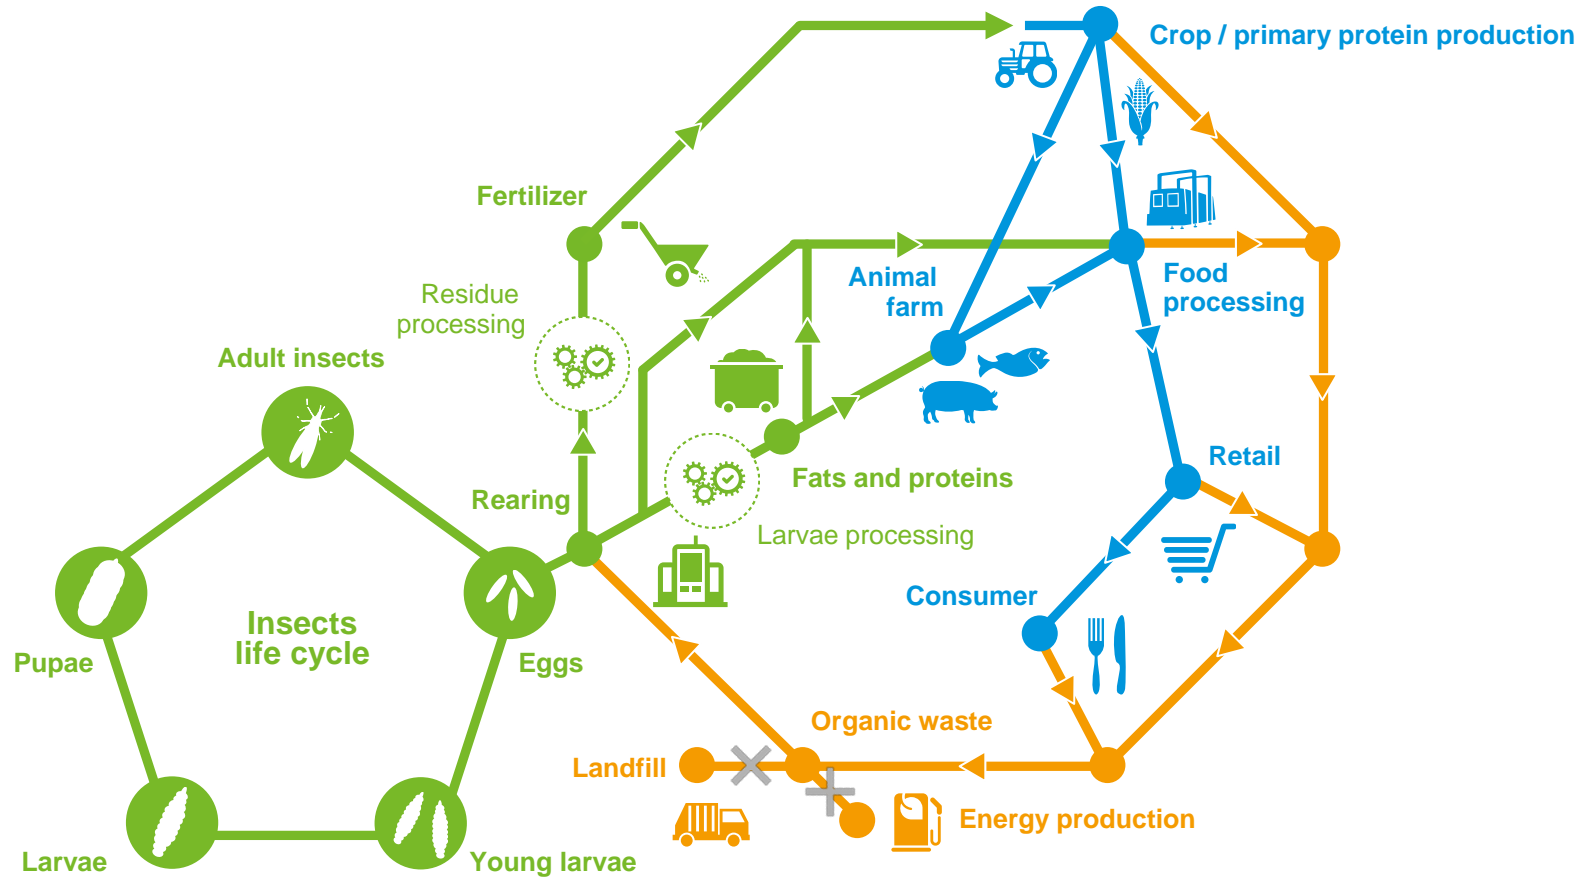 Crop / primary protein production
Fertilizer
Animal
farm
Food
processing
Residue
processing
Adult insects
Retail
Fats and proteins
Rearing
Larvae processing
Consumer
Insects
life cycle
Pupae
Eggs
Organic waste
Landfill
Energy production
Larvae
Young larvae